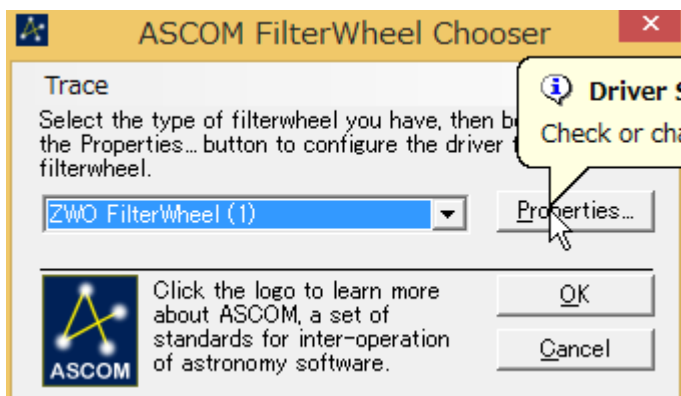 ASCOM FilterWheel Chooser
Trace
Driver
Check or
Select the type of filterwheel you have, then
the Properties... button to configure the driver
filterwheel.
ZWO FilterWheel (1)
Properties...
Click the logo to learn more
about ASCOM, a set of
standards for inter-operation
of astronomy software.
ASCOM
OK
Cancel